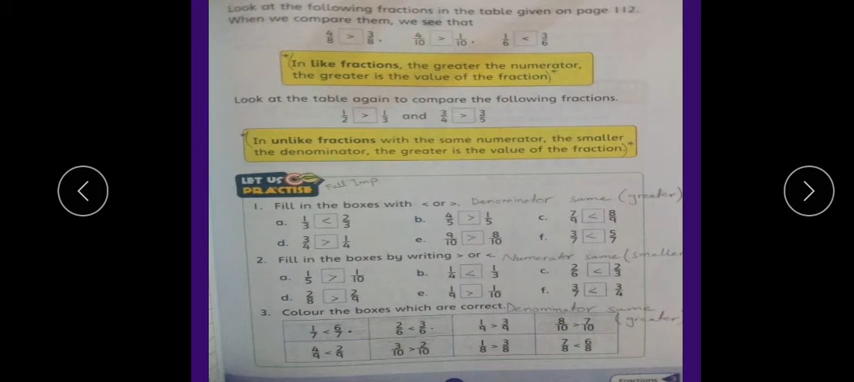 Look at the following fractions in the table given on page 112.
When we compare them, we see that
4/8 > 3/8, 4/10 > 1/10, 1/6 < 3/6
In like fractions, the greater the numerator,
the greater is the value of the fraction
Look at the table again to compare the following fractions.
1/2 > 1/3 and 3/4 > 3/5
In unlike fractions with the same numerator, the smaller
the denominator, the greater is the value of the fraction.
LET US
PRACTISE Full Imp
1. Fill in the boxes with < or >. Denominator same (greater)
a. 1/3 < 2/3 b. 4/5 > 1/5 c. 7/9 < 8/9
d. 3/4 > 1/4 e. 9/10 > 8/10 f. 3/7 < 5/7
2. Fill in the boxes by writing > or <. Numerator same (smaller
a. 1/5 > 1/10 b. 1/4 < 1/3 c. 2/6 < 2/3
d. 2/8 > 2/9 e. 1/9 > 1/10 f. 3/7 < 3/4
3. Colour the boxes which are correct. Denominator same
(greater)
1/7 < 6/7 2/6 < 3/6 1/9 > 3/9 8/10 > 7/10
4/9 < 2/9 3/10 > 2/10 1/8 > 3/8 7/8 < 6/8
Fractions